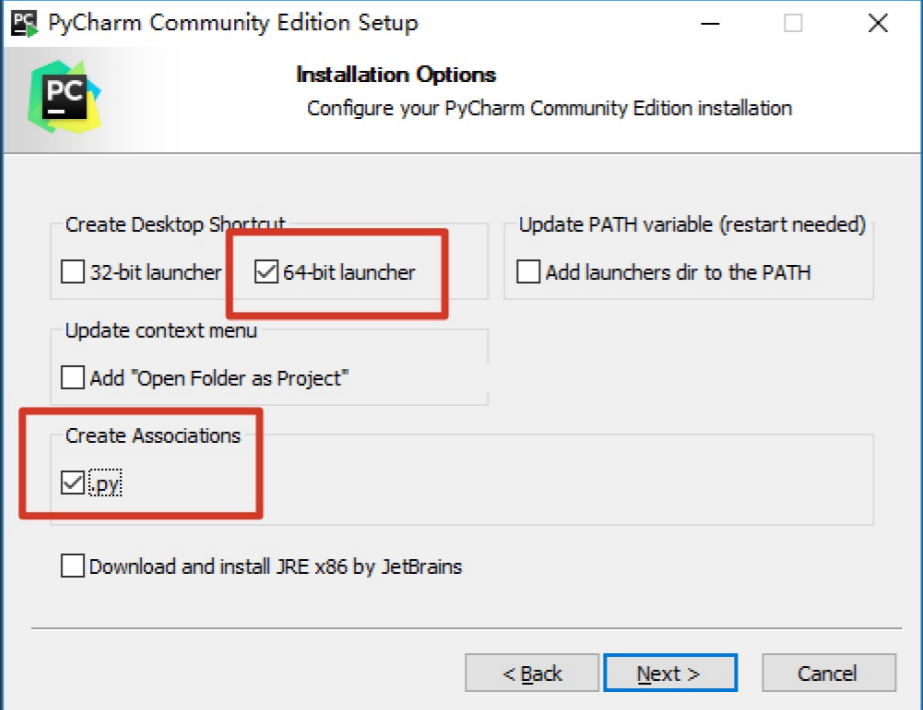 PC PyCharm Community Edition Setup
PC
Installation Options
Configure your PyCharm Community Edition installation
Create Desktop Shortcut
32-bit launcher
64-bit launcher
Update PATH variable (restart needed)
Add launchers dir to the PATH
Update context menu
Add "Open Folder as Project"
Create Associations
.py
Download and install JRE x86 by JetBrains
< Back
Next >
Cancel